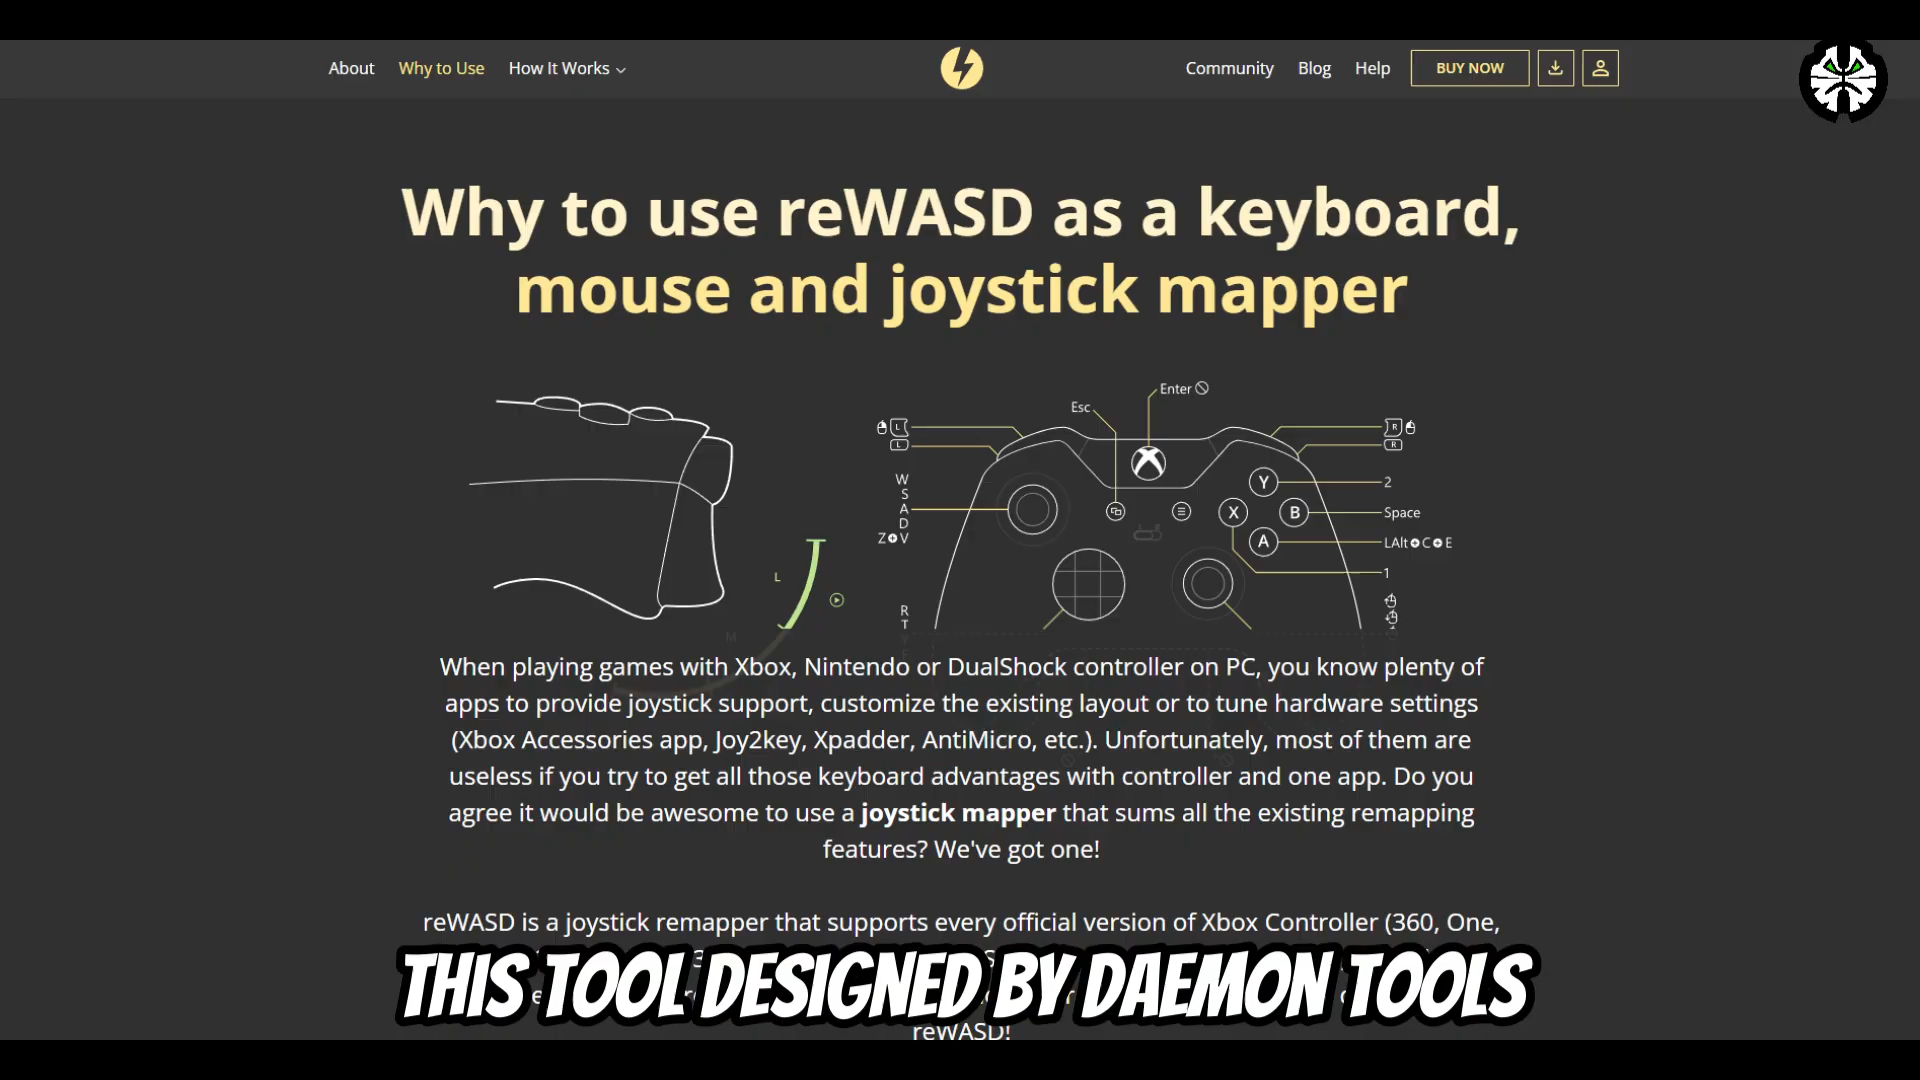 About Why to Use How It Works
Community Blog Help BUY NOW
Why to use reWASD as a keyboard,
mouse and joystick mapper
Enter
Esc
L
R
L
R
W
S
A
D
Z V
Y
X
B
A
2
Space
LAlt C E
1
L
M
R
T
When playing games with Xbox, Nintendo or DualShock controller on PC, you know plenty of
apps to provide joystick support, customize the existing layout or to tune hardware settings
(Xbox Accessories app, Joy2key, Xpadder, AntiMicro, etc.). Unfortunately, most of them are
useless if you try to get all those keyboard advantages with controller and one app. Do you
agree it would be awesome to use a joystick mapper that sums all the existing remapping
features? We've got one!
reWASD is a joystick remapper that supports every official version of Xbox Controller (360, One,
THIS TOOL DESIGNED BY DAEMON TOOLS
reWASD!